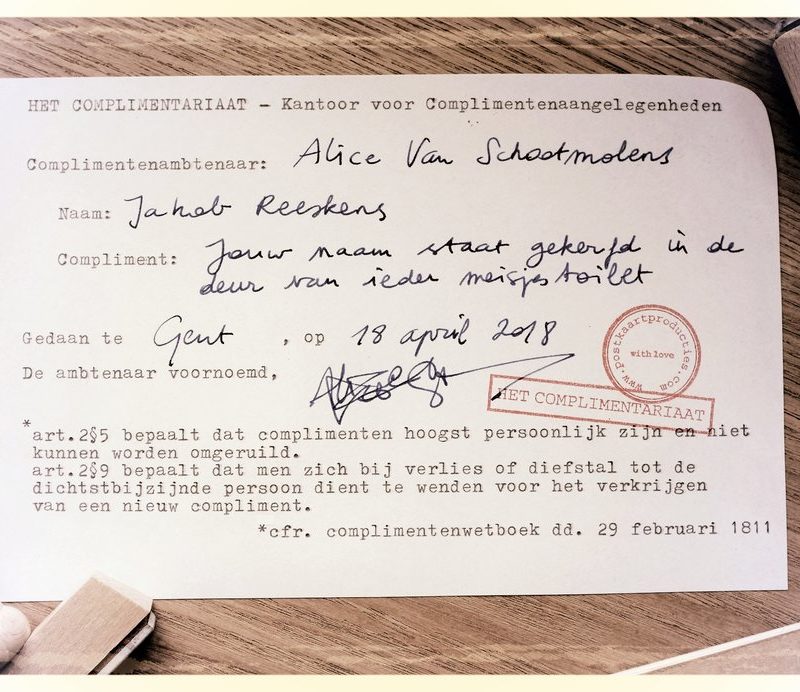 HET COMPLIMENTARIAAT - Kantoor voor Complimentenaangelegenheden
Complimentenambtenaar: Alice Van Schootmolens
Naam: Jakob Reeskens
Compliment: Jouw naam staat gekerfd in de
deur van ieder meisjestoilet
Gedaan te Gent , op 18 april 2018
De ambtenaar voornoemd,
www.postkaartproducties.com
with love
HET COMPLIMENTARIAAT
*art.2§5 bepaalt dat complimenten hoogst persoonlijk zijn en niet
kunnen worden omgeruild.
art.2§9 bepaalt dat men zich bij verlies of diefstal tot de
dichtstbijzijnde persoon dient te wenden voor het verkrijgen
van een nieuw compliment.
*cfr. complimentenwetboek dd. 29 februari 1811